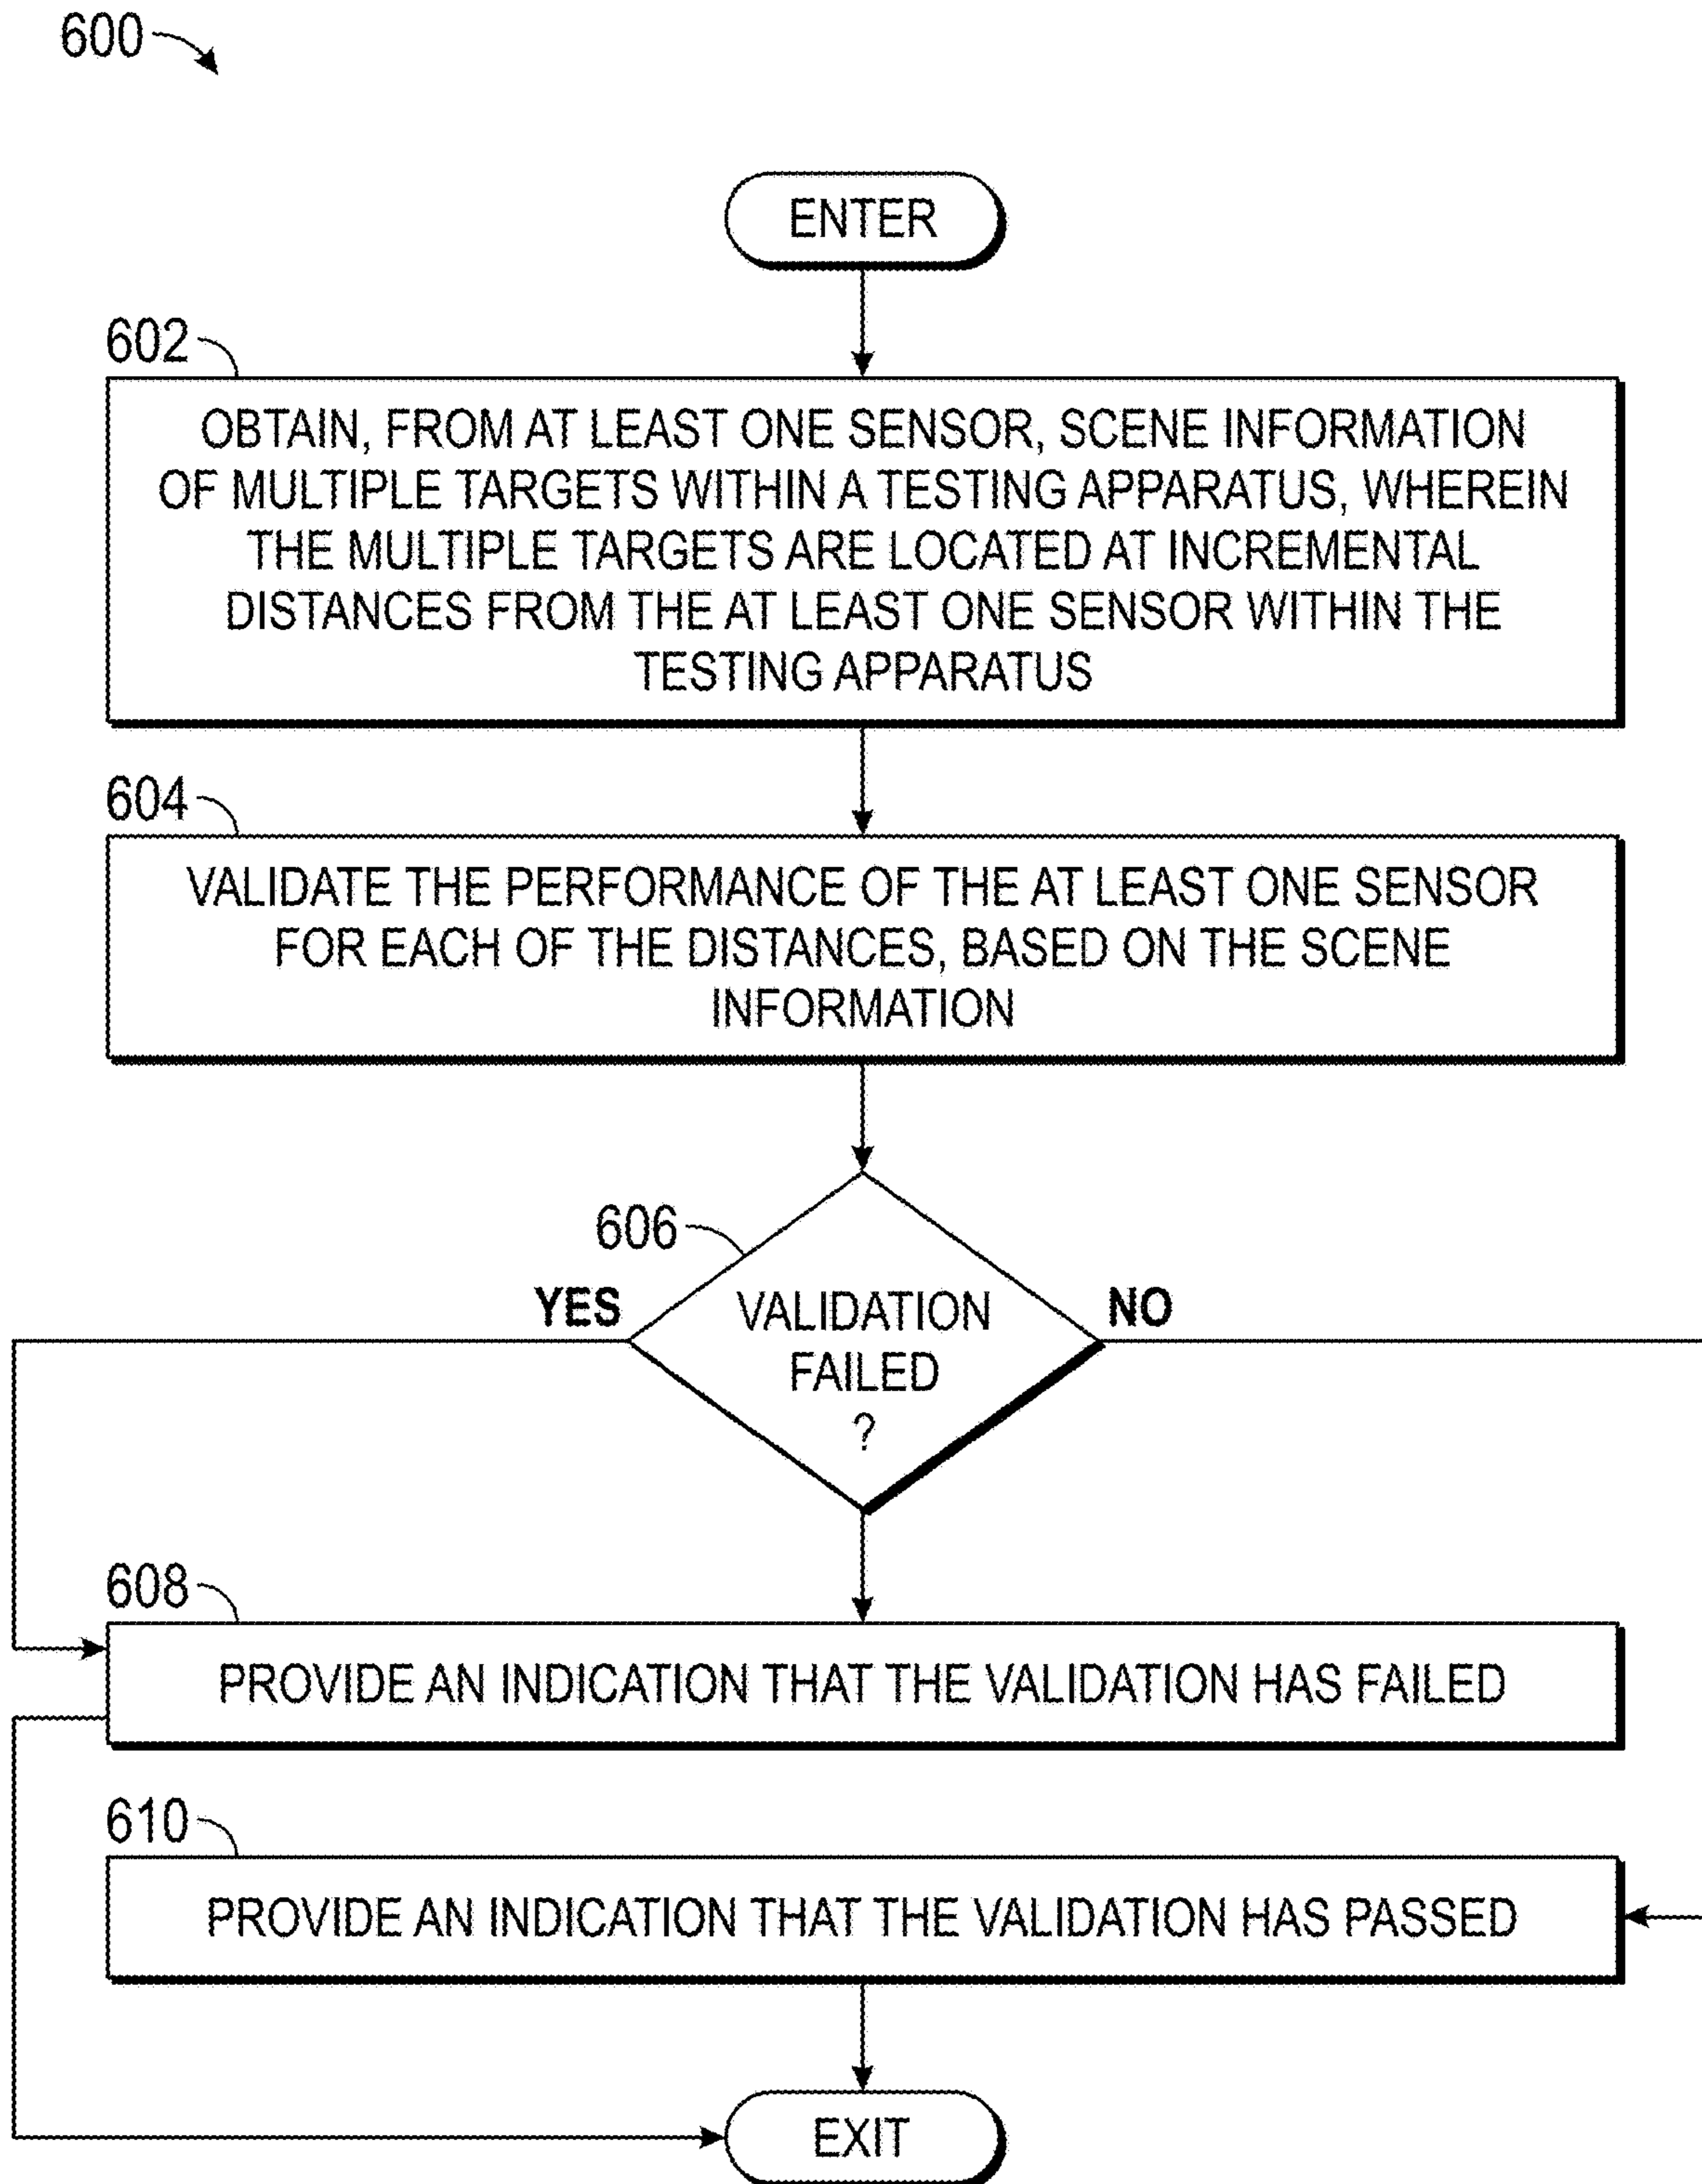 600
ENTER
602
OBTAIN, FROM AT LEAST ONE SENSOR, SCENE INFORMATION
OF MULTIPLE TARGETS WITHIN A TESTING APPARATUS, WHEREIN
THE MULTIPLE TARGETS ARE LOCATED AT INCREMENTAL
DISTANCES FROM THE AT LEAST ONE SENSOR WITHIN THE
TESTING APPARATUS
604
VALIDATE THE PERFORMANCE OF THE AT LEAST ONE SENSOR
FOR EACH OF THE DISTANCES, BASED ON THE SCENE
INFORMATION
606
YES
VALIDATION
FAILED
?
NO
608
PROVIDE AN INDICATION THAT THE VALIDATION HAS FAILED
610
PROVIDE AN INDICATION THAT THE VALIDATION HAS PASSED
EXIT